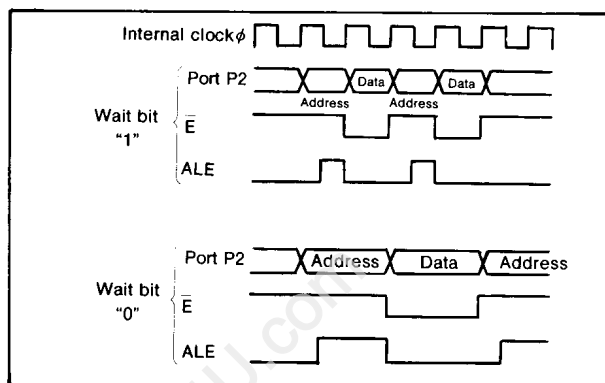 Internal clockϕ
Port P2
Data
Data
Address
Address
Wait bit
"1"
E̅
ALE
Port P2
Address
Data
Address
Wait bit
"0"
E̅
ALE